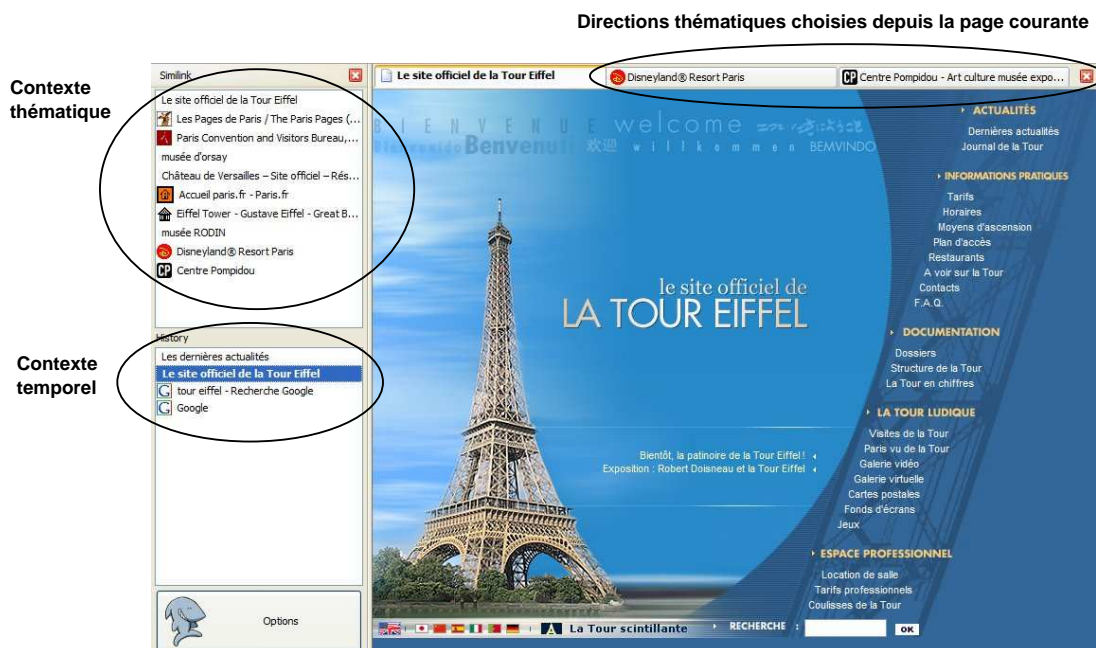 Directions thématiques choisies depuis la page courante
Contexte
thématique
Similink
Le site officiel de la Tour Eiffel
Les Pages de Paris / The Paris Pages (...
Paris Convention and Visitors Bureau,...
musée d'orsay
Château de Versailles – Site officiel – Rés...
Accueil paris.fr - Paris.fr
Eiffel Tower - Gustave Eiffel - Great B...
musée RODIN
Disneyland® Resort Paris
CP Centre Pompidou
Contexte
temporel
History
Les dernières actualités
Le site officiel de la Tour Eiffel
G tour eiffel - Recherche Google
G Google
Options
Le site officiel de la Tour Eiffel
Disneyland® Resort Paris
CP Centre Pompidou - Art culture musée expo...
BIENVENUE welcome
Benvenuti 欢迎 willkommen BEMVINDO
le site officiel de
LA TOUR EIFFEL
Bientôt, la patinoire de la Tour Eiffel !
Exposition : Robert Doisneau et la Tour Eiffel
ACTUALITÉS
Dernières actualités
Journal de la Tour
INFORMATIONS PRATIQUES
Tarifs
Horaires
Moyens d'ascension
Plan d'accès
Restaurants
A voir sur la Tour
Contacts
F.A.Q.
DOCUMENTATION
Dossiers
Structure de la Tour
La Tour en chiffres
LA TOUR LUDIQUE
Visites de la Tour
Paris vu de la Tour
Galerie vidéo
Galerie virtuelle
Cartes postales
Fonds d'écrans
Jeux
ESPACE PROFESSIONNEL
Location de salle
Tarifs professionnels
Coulisses de la Tour
La Tour scintillante
RECHERCHE :
OK